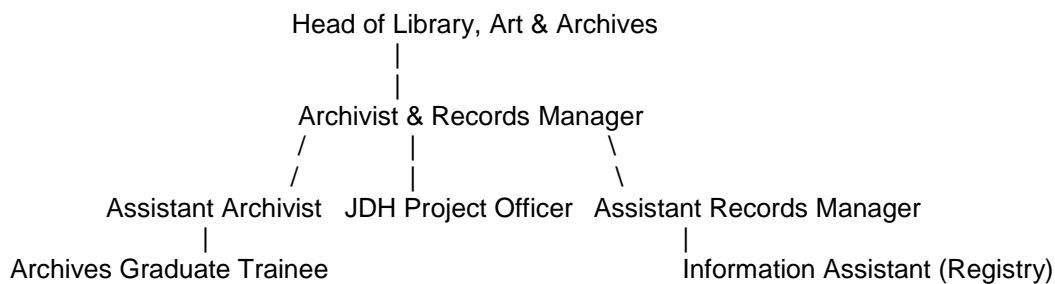 Head of Library, Art & Archives
Archivist & Records Manager
Assistant Archivist JDH Project Officer Assistant Records Manager
Archives Graduate Trainee Information Assistant (Registry)